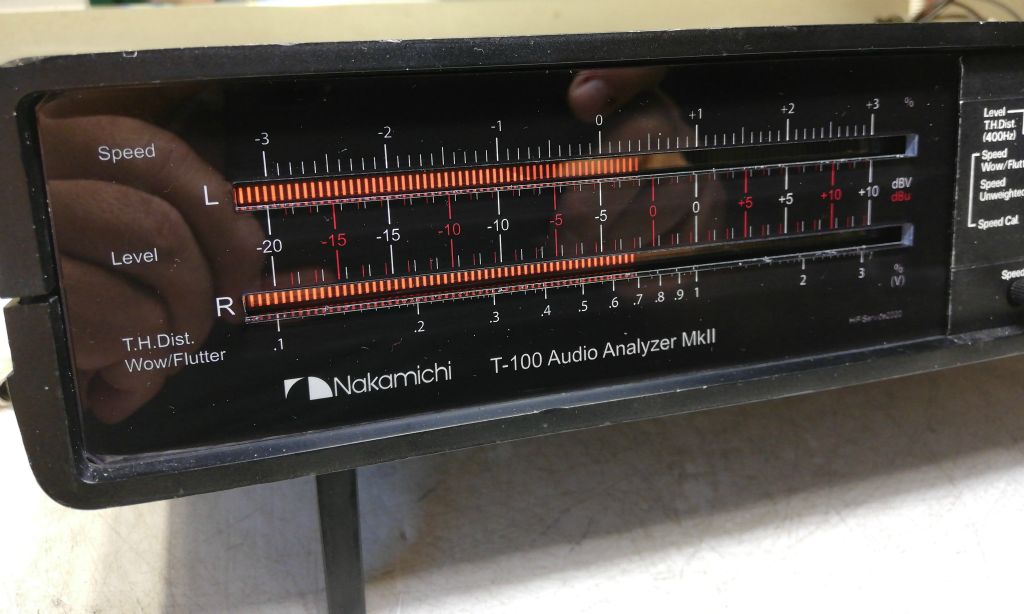 -3 -2 -1 0 +1 +2 +3 %
Speed
L
dBV
dBu
-20 -15 -15 -10 -10 -5 -5 0 0 +5 +5 +10 +10
Level
R
.1 .2 .3 .4 .5 .6 .7 .8 .9 1 2 3
%
(V)
T.H.Dist.
Wow/Flutter
Nakamichi T-100 Audio Analyzer MkII
Level
T.H.Dist.
(400Hz)
Speed
Wow/Flutt
Speed
Unweighted
Speed Cal.
Speed